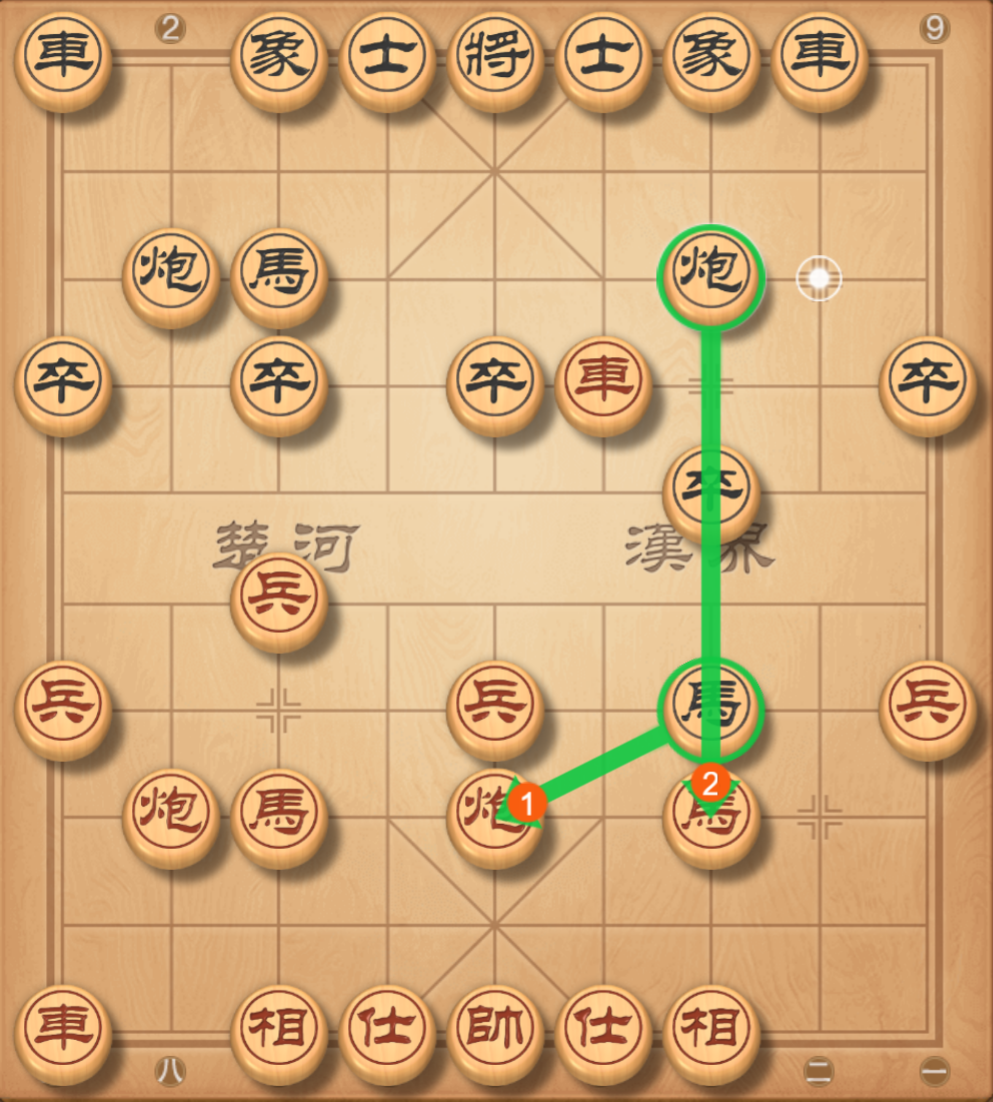 2 9
車 象 士 將 士 象 車
炮 馬 炮
卒 卒 卒 車 卒
卒
楚河 漢界
兵
兵 兵 馬 兵
炮 馬 炮 1 2 馬
車 相 仕 帥 仕 相
八 二 一